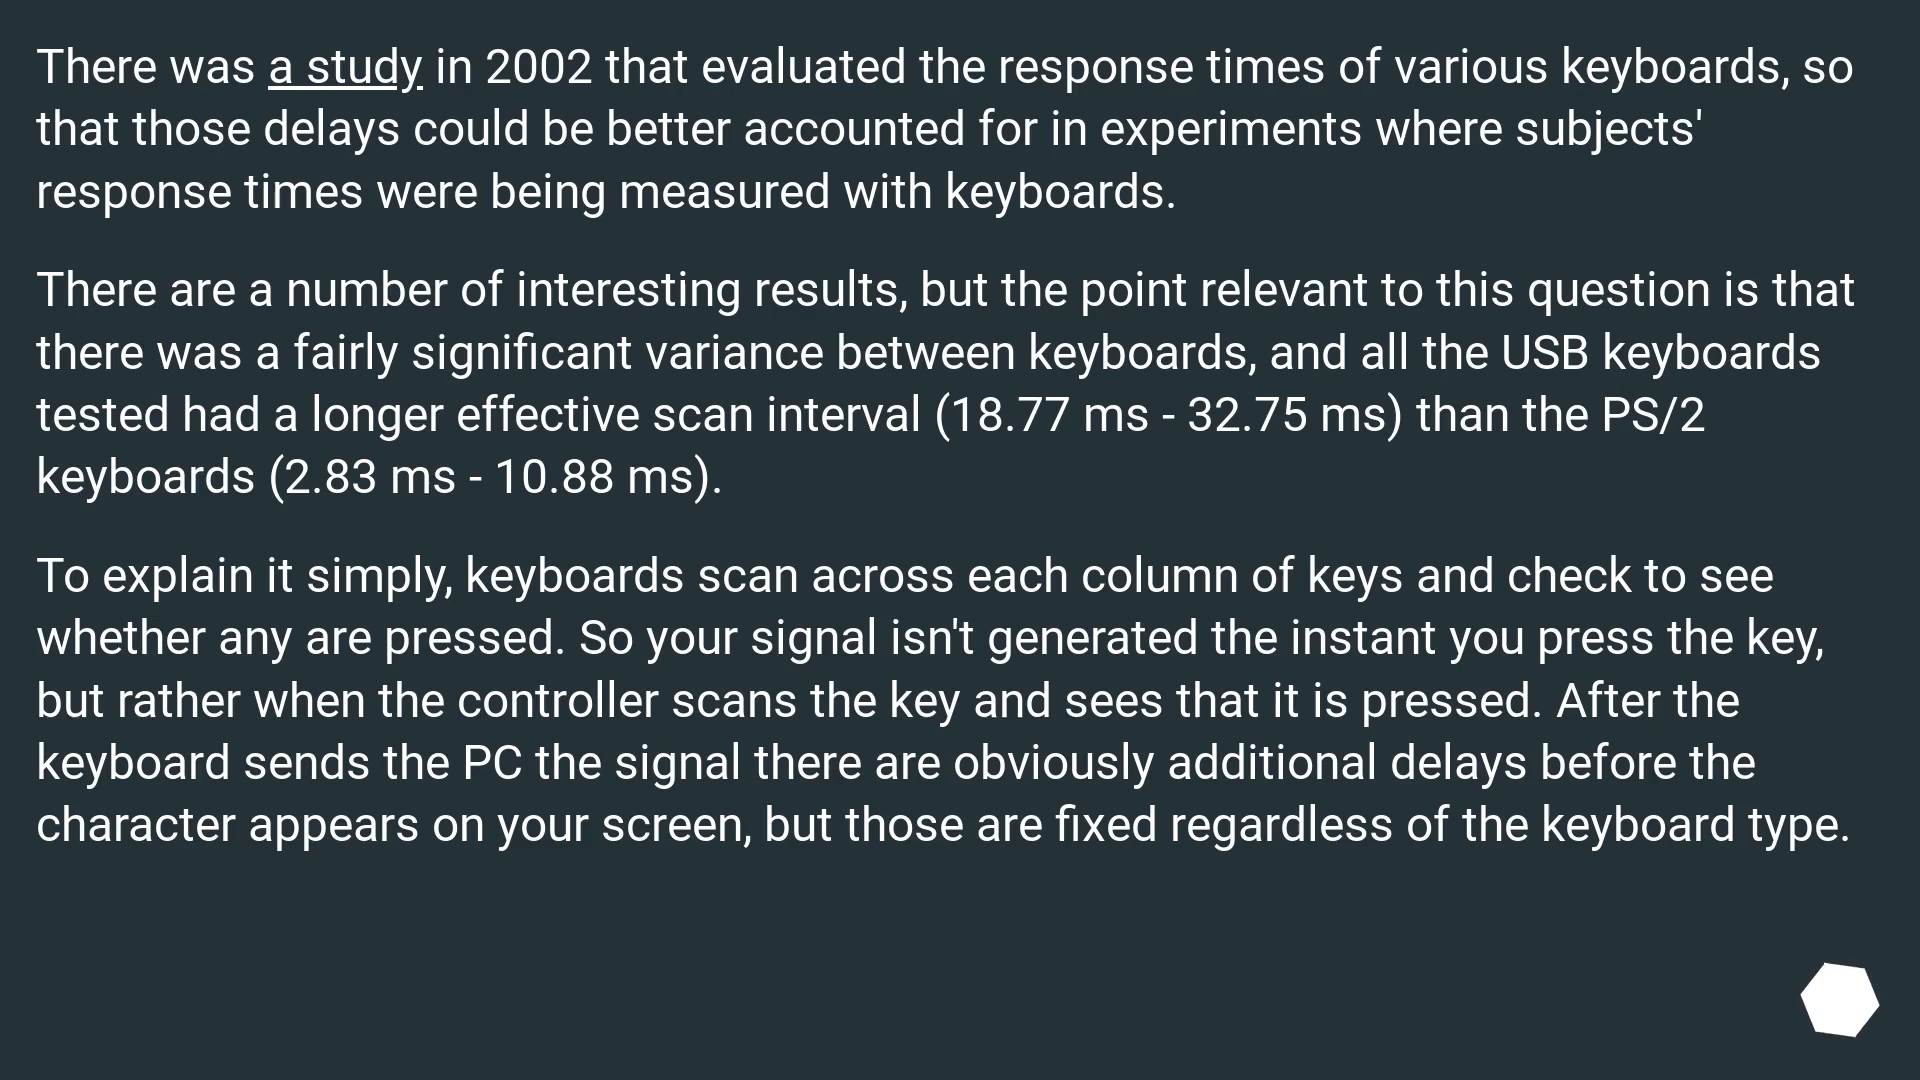 There was a study in 2002 that evaluated the response times of various keyboards, so
that those delays could be better accounted for in experiments where subjects'
response times were being measured with keyboards.
There are a number of interesting results, but the point relevant to this question is that
there was a fairly significant variance between keyboards, and all the USB keyboards
tested had a longer effective scan interval (18.77 ms - 32.75 ms) than the PS/2
keyboards (2.83 ms - 10.88 ms).
To explain it simply, keyboards scan across each column of keys and check to see
whether any are pressed. So your signal isn't generated the instant you press the key,
but rather when the controller scans the key and sees that it is pressed. After the
keyboard sends the PC the signal there are obviously additional delays before the
character appears on your screen, but those are fixed regardless of the keyboard type.